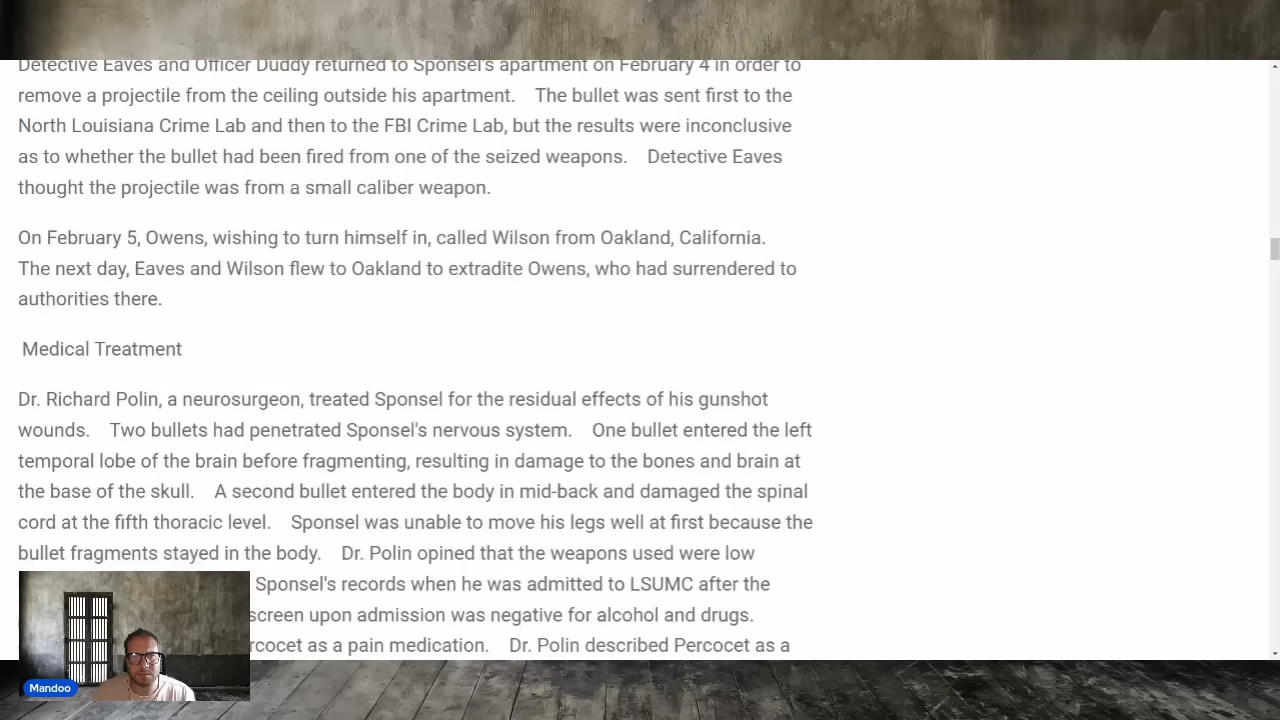 Detective Eaves and Officer Duddy returned to Sponsel's apartment on February 4 in order to
remove a projectile from the ceiling outside his apartment. The bullet was sent first to the
North Louisiana Crime Lab and then to the FBI Crime Lab, but the results were inconclusive
as to whether the bullet had been fired from one of the seized weapons. Detective Eaves
thought the projectile was from a small caliber weapon.
On February 5, Owens, wishing to turn himself in, called Wilson from Oakland, California.
The next day, Eaves and Wilson flew to Oakland to extradite Owens, who had surrendered to
authorities there.
Medical Treatment
Dr. Richard Polin, a neurosurgeon, treated Sponsel for the residual effects of his gunshot
wounds. Two bullets had penetrated Sponsel's nervous system. One bullet entered the left
temporal lobe of the brain before fragmenting, resulting in damage to the bones and brain at
the base of the skull. A second bullet entered the body in mid-back and damaged the spinal
cord at the fifth thoracic level. Sponsel was unable to move his legs well at first because the
bullet fragments stayed in the body. Dr. Polin opined that the weapons used were low
Sponsel's records when he was admitted to LSUMC after the
screen upon admission was negative for alcohol and drugs.
rcocet as a pain medication. Dr. Polin described Percocet as a
Mandoo